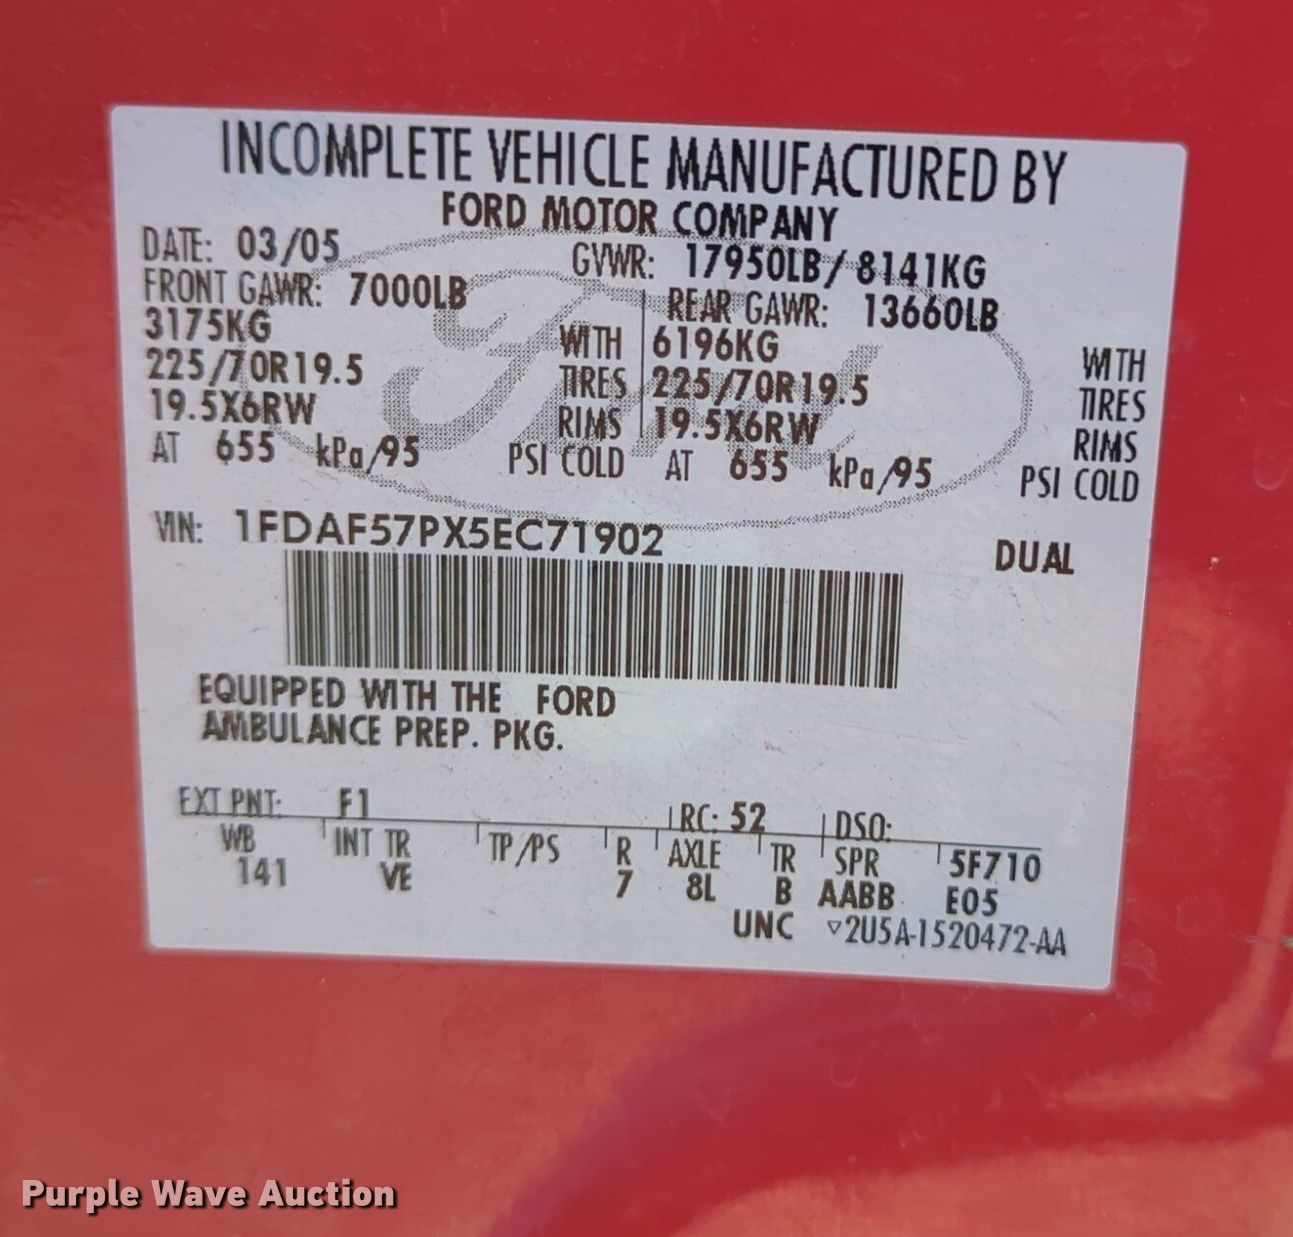 INCOMPLETE VEHICLE MANUFACTURED BY
FORD MOTOR COMPANY
DATE: 03/05 GVWR: 17950LB/ 8141KG
FRONT GAWR: 7000LB REAR GAWR: 13660LB
3175KG WITH 6196KG WITH
225/70R19.5 TIRES 225/70R19.5 TIRES
19.5X6RW RIMS 19.5X6RW RIMS
AT 655 kPa/95 PSI COLD AT 655 kPa/95 PSI COLD
VIN: 1FDAF57PX5EC71902 DUAL
EQUIPPED WITH THE FORD
AMBULANCE PREP. PKG.
EXT PNT: F1 RC: 52 DSO:
WB INT TR TP/PS R AXLE TR SPR 5F710
141 VE 7 8L B AABB E05
UNC ▽2U5A-1520472-AA
Purple Wave Auction